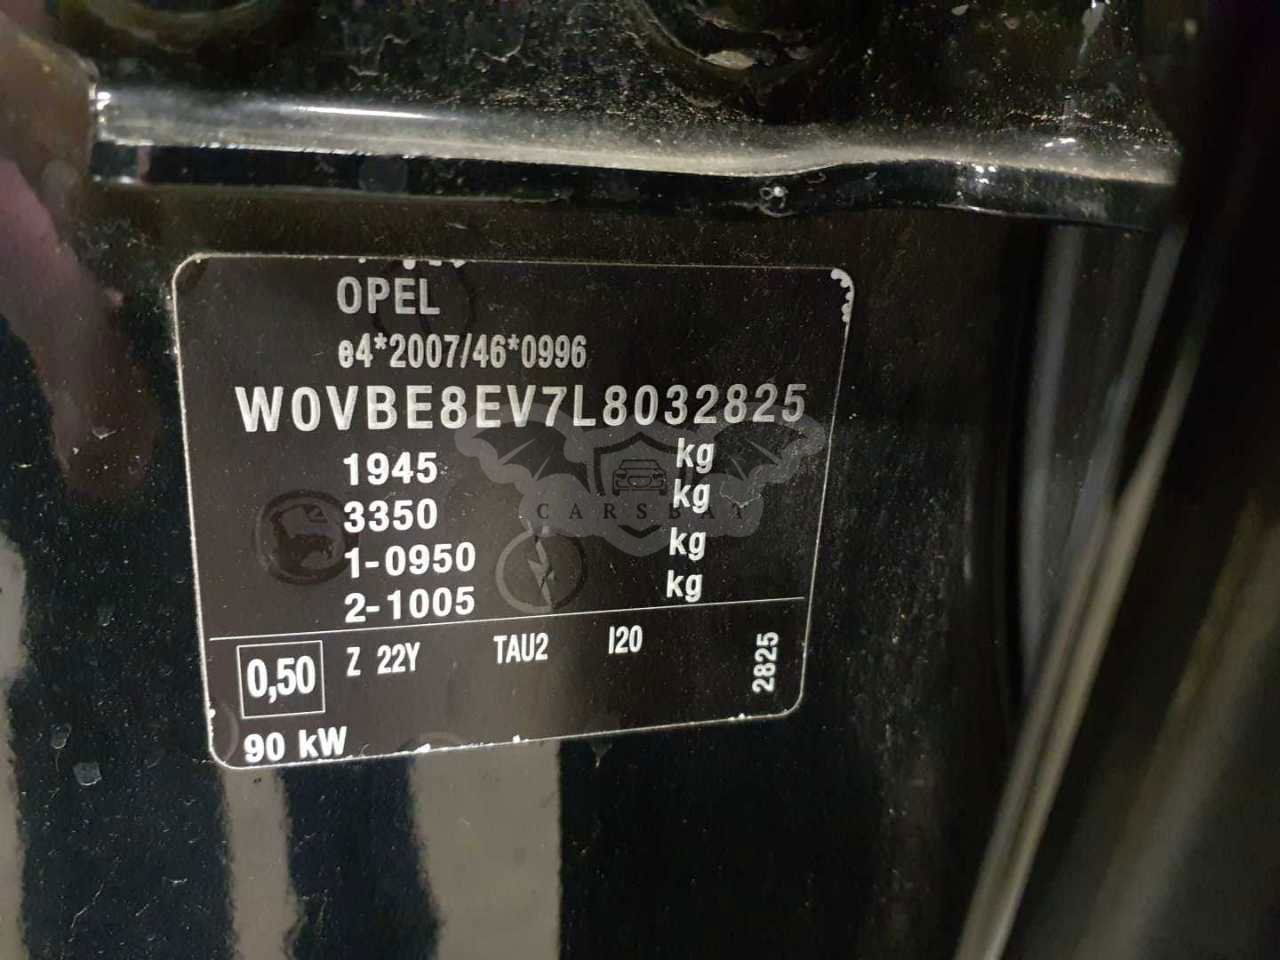 OPEL
e4*2007/46*0996
W0VBE8EV7L8032825
1945 kg
3350 kg
1-0950 kg
2-1005 kg
0,50 Z 22Y TAU2 I20 2825
90 kW
CARSBAT